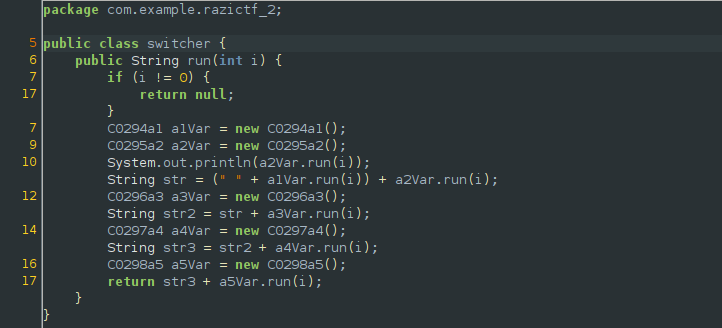 package com.example.razictf_2;
5 public class switcher {
6 public String run(int i) {
7 if (i != 0) {
17 return null;
}
7 C0294a1 a1Var = new C0294a1();
9 C0295a2 a2Var = new C0295a2();
10 System.out.println(a2Var.run(i));
String str = (" " + a1Var.run(i)) + a2Var.run(i);
12 C0296a3 a3Var = new C0296a3();
String str2 = str + a3Var.run(i);
14 C0297a4 a4Var = new C0297a4();
String str3 = str2 + a4Var.run(i);
16 C0298a5 a5Var = new C0298a5();
17 return str3 + a5Var.run(i);
}
}